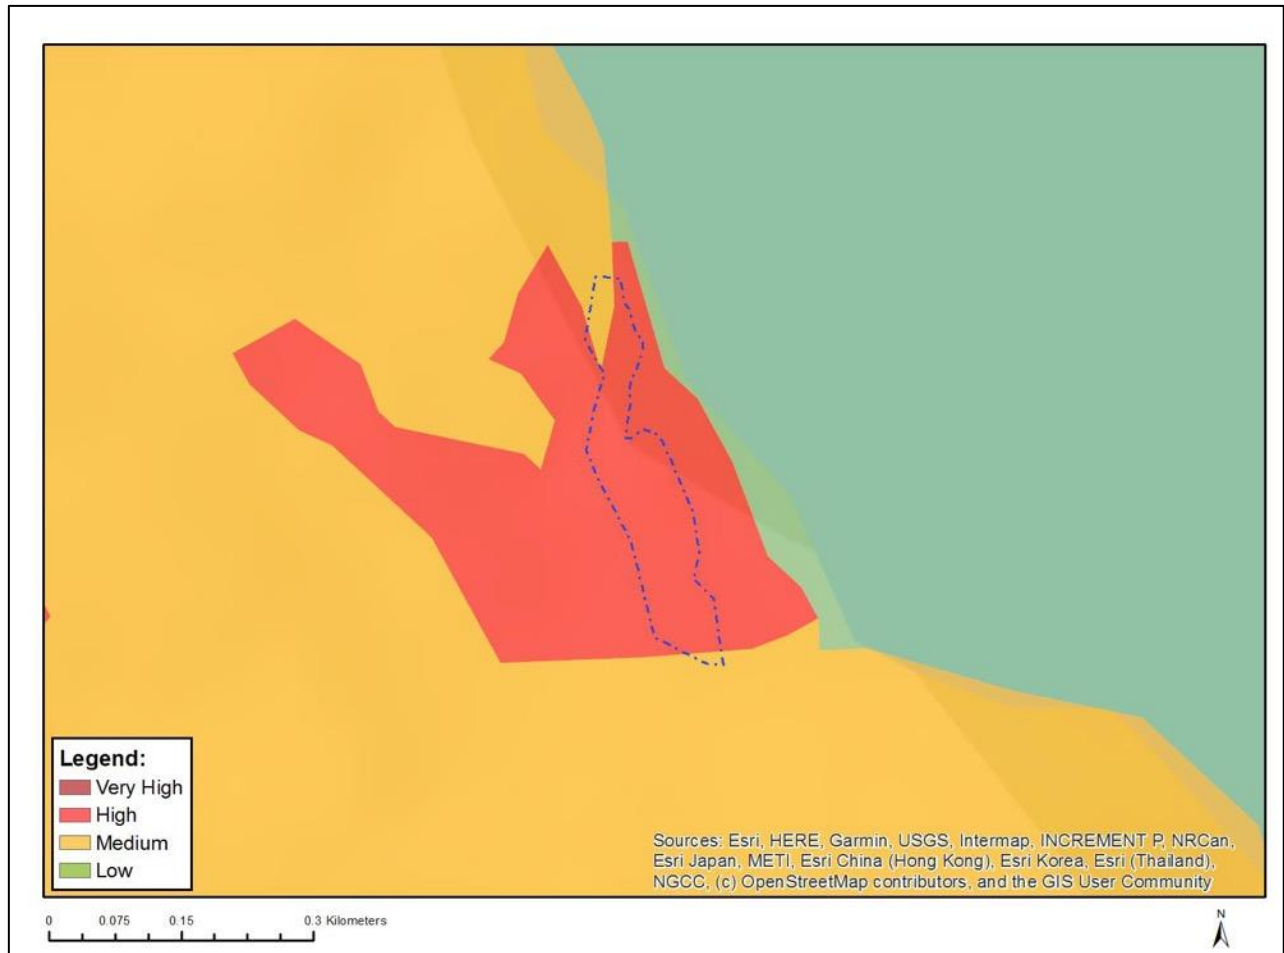 Legend:
Very High
High
Medium
Low
Sources: Esri, HERE, Garmin, USGS, Intermap, INCREMENT P, NRCan,
Esri Japan, METI, Esri China (Hong Kong), Esri Korea, Esri (Thailand),
NGCC, (c) OpenStreetMap contributors, and the GIS User Community
0 0.075 0.15 0.3 Kilometers
N